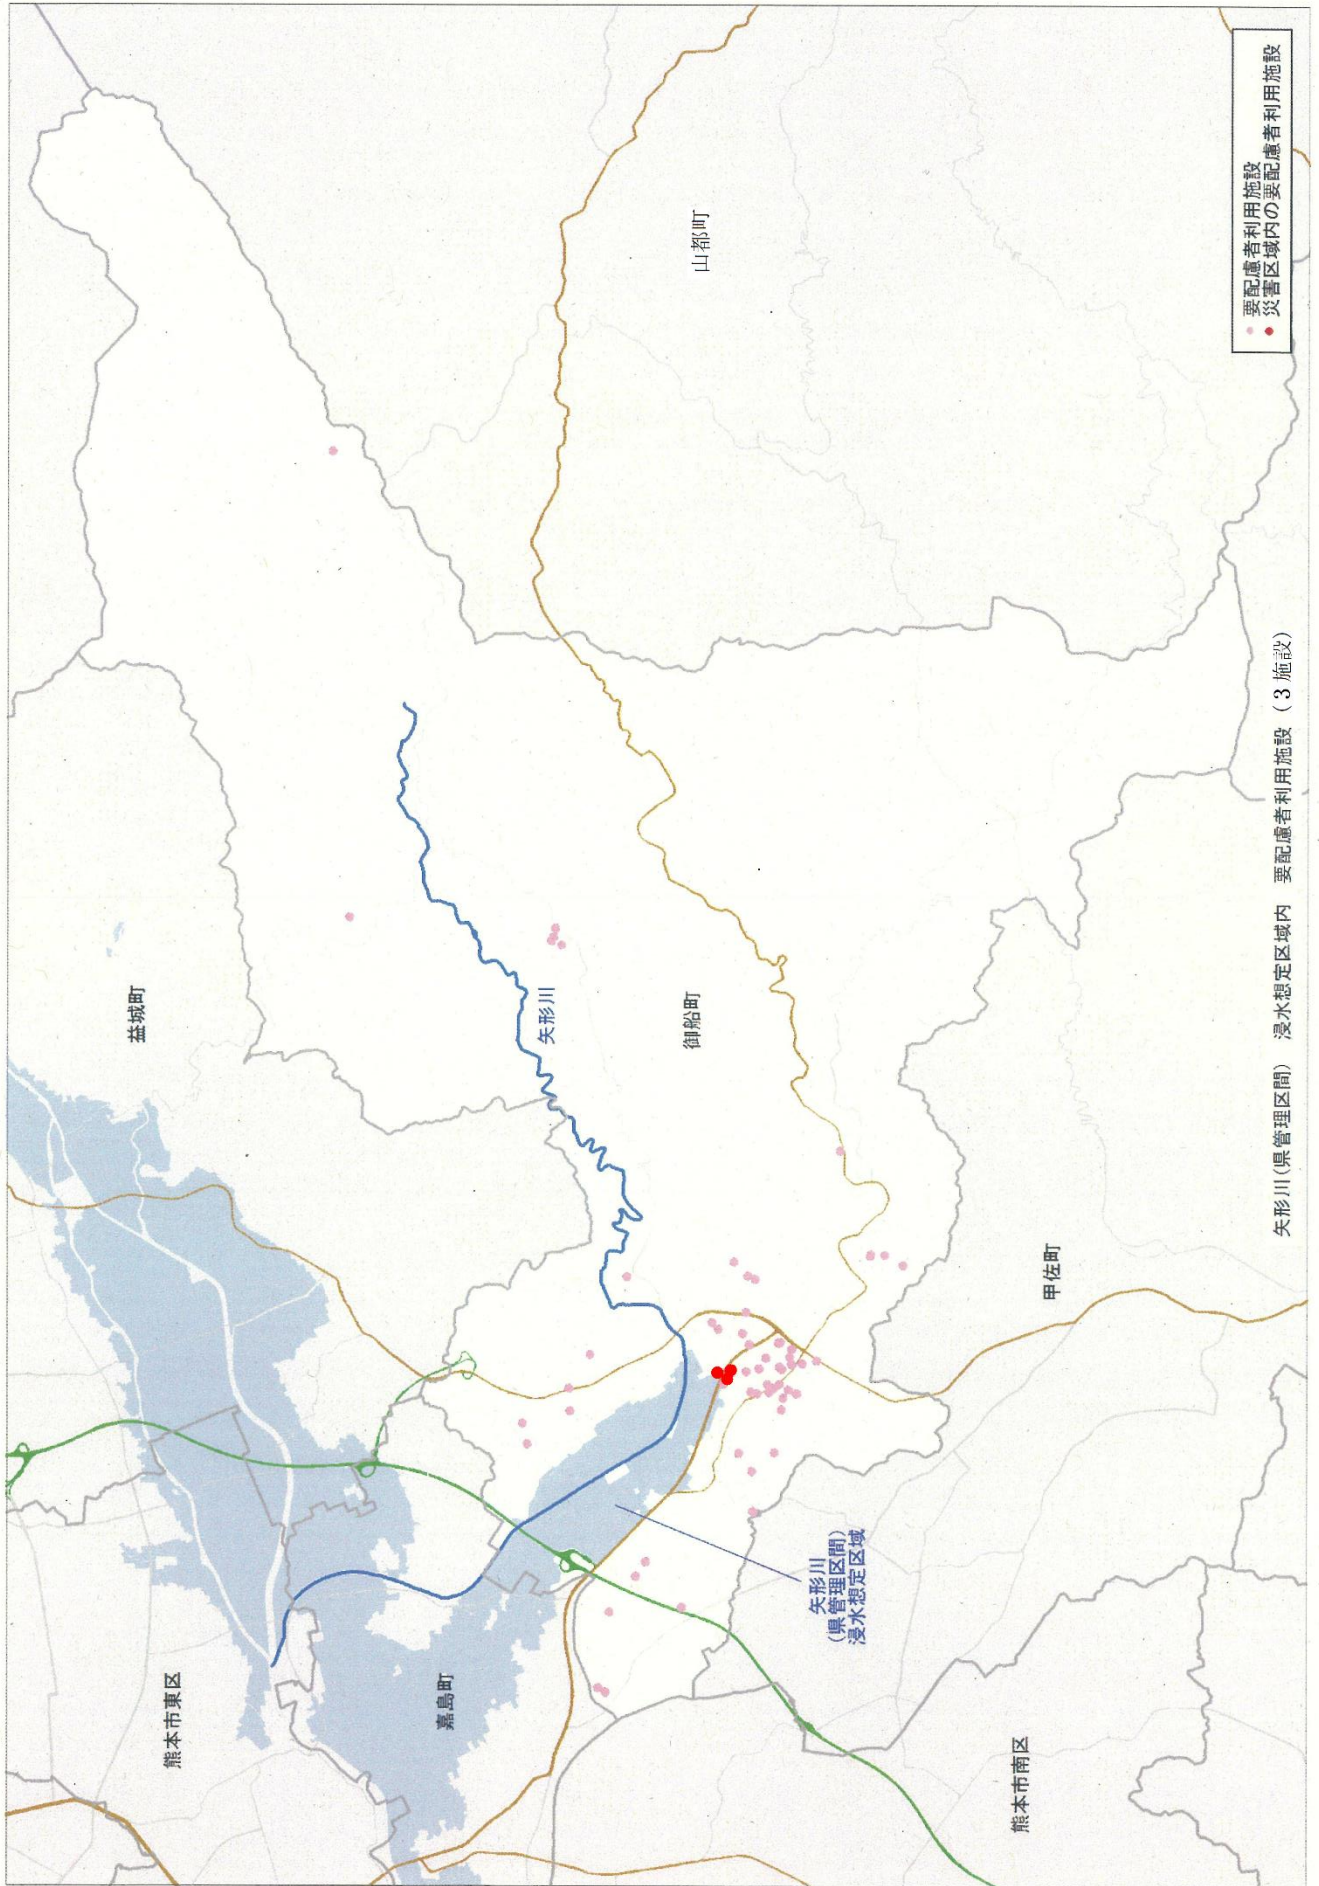 熊本市東区
益城町
嘉島町
矢形川
御船町
山都町
矢形川
(県管理区間)
浸水想定区域
熊本市南区
甲佐町
要配慮者利用施設
災害区域内の要配慮者利用施設
矢形川(県管理区間) 浸水想定区域内 要配慮者利用施設 (3施設)